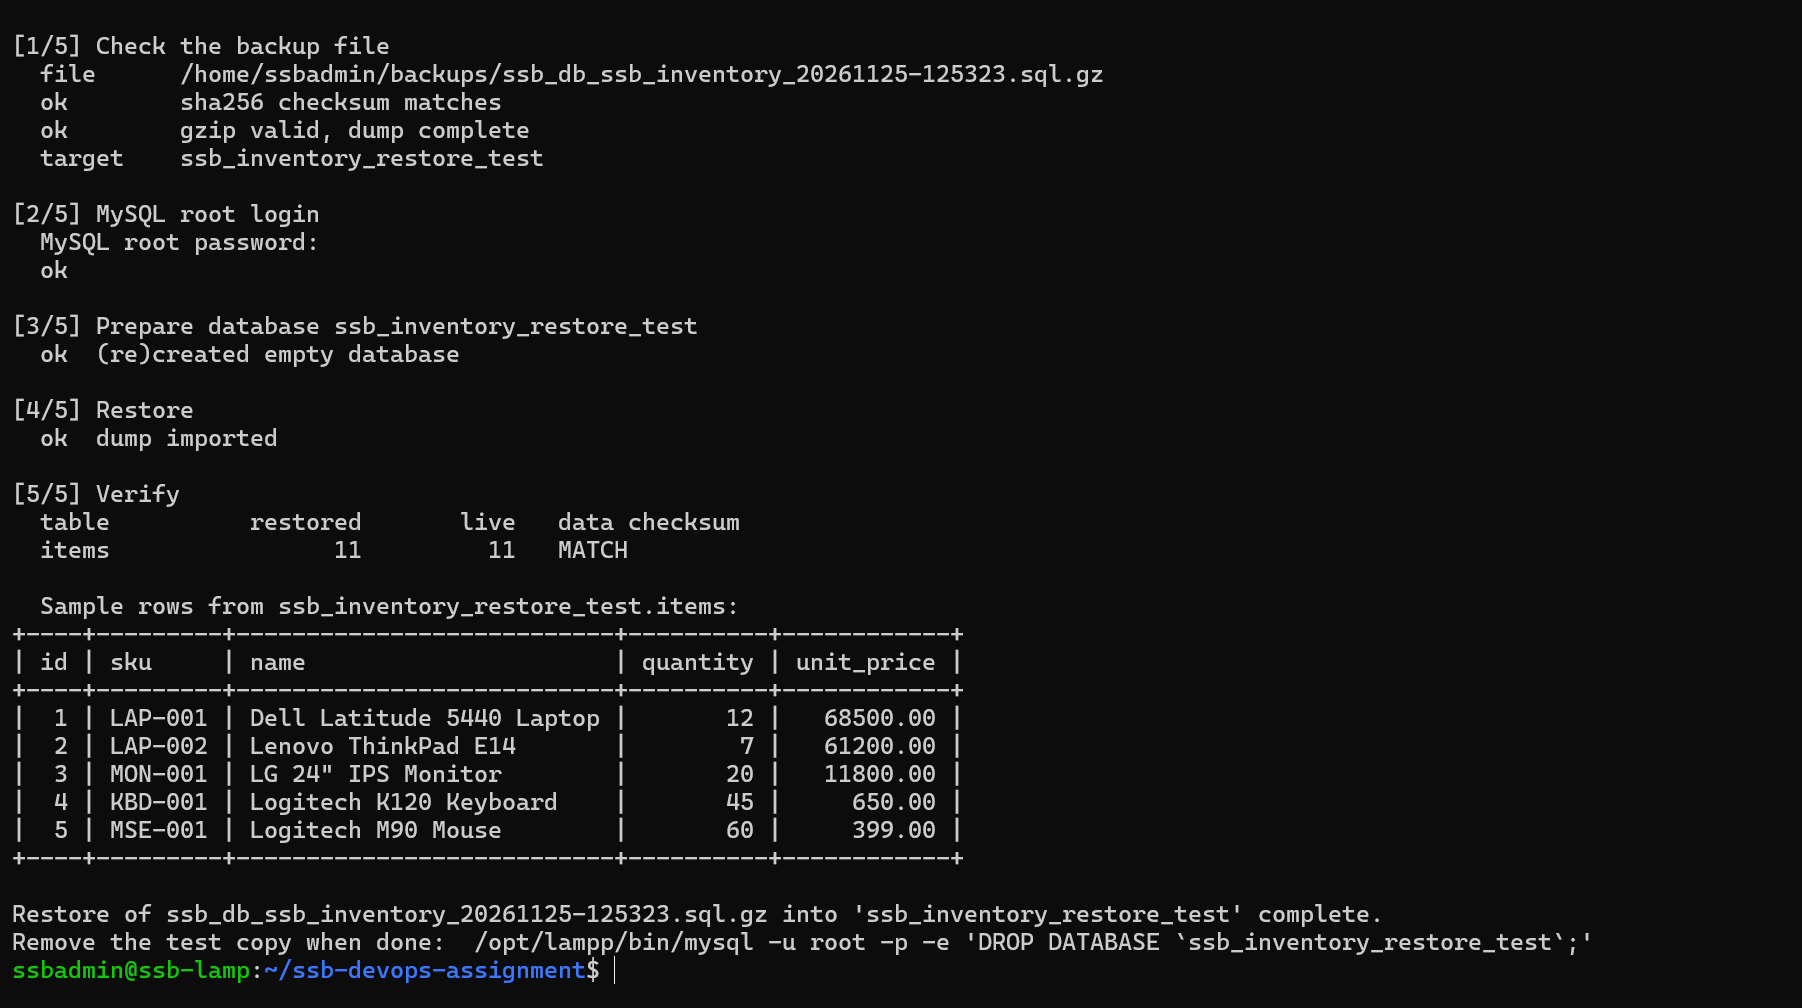 [1/5] Check the backup file
  file      /home/ssbadmin/backups/ssb_db_ssb_inventory_20261125-125323.sql.gz
  ok        sha256 checksum matches
  ok        gzip valid, dump complete
  target    ssb_inventory_restore_test

[2/5] MySQL root login
  MySQL root password:
  ok

[3/5] Prepare database ssb_inventory_restore_test
  ok  (re)created empty database

[4/5] Restore
  ok  dump imported

[5/5] Verify
  table          restored       live   data checksum
  items                11         11   MATCH

  Sample rows from ssb_inventory_restore_test.items:
+----+---------+---------------------------+----------+------------+
| id | sku     | name                      | quantity | unit_price |
+----+---------+---------------------------+----------+------------+
|  1 | LAP-001 | Dell Latitude 5440 Laptop |       12 |   68500.00 |
|  2 | LAP-002 | Lenovo ThinkPad E14       |        7 |   61200.00 |
|  3 | MON-001 | LG 24" IPS Monitor        |       20 |   11800.00 |
|  4 | KBD-001 | Logitech K120 Keyboard    |       45 |     650.00 |
|  5 | MSE-001 | Logitech M90 Mouse        |       60 |     399.00 |
+----+---------+---------------------------+----------+------------+

Restore of ssb_db_ssb_inventory_20261125-125323.sql.gz into 'ssb_inventory_restore_test' complete.
Remove the test copy when done:  /opt/lampp/bin/mysql -u root -p -e 'DROP DATABASE `ssb_inventory_restore_test`;'
ssbadmin@ssb-lamp:~/ssb-devops-assignment$